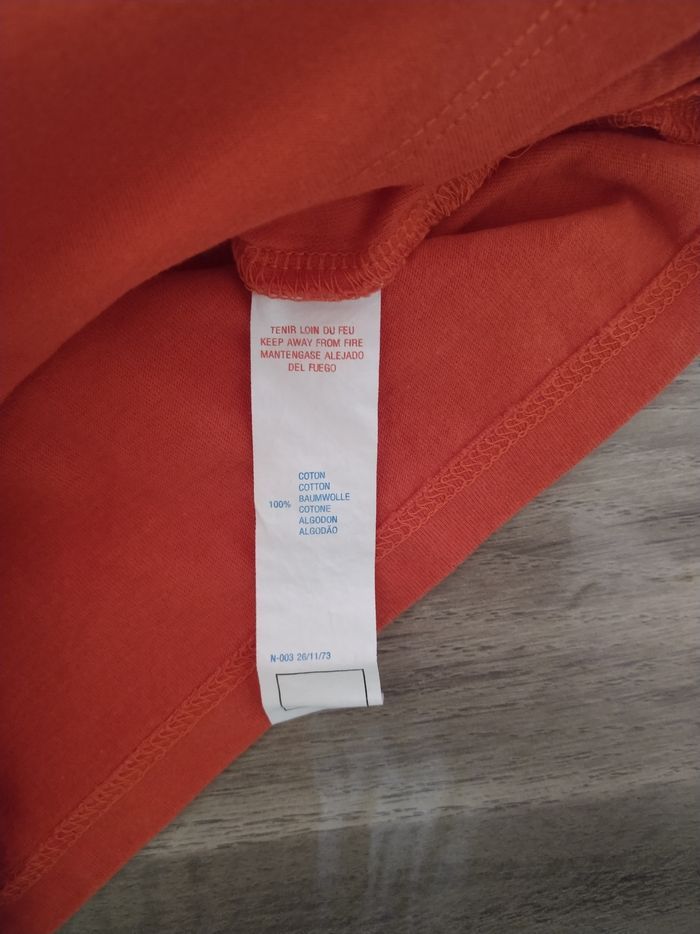 TENIR LOIN DU FEU
KEEP AWAY FROM FIRE
MANTENGASE ALEJADO
DEL FUEGO
COTON
COTTON
100% BAUMWOLLE
COTONE
ALGODON
ALGODÃO
N-003 26/11/73